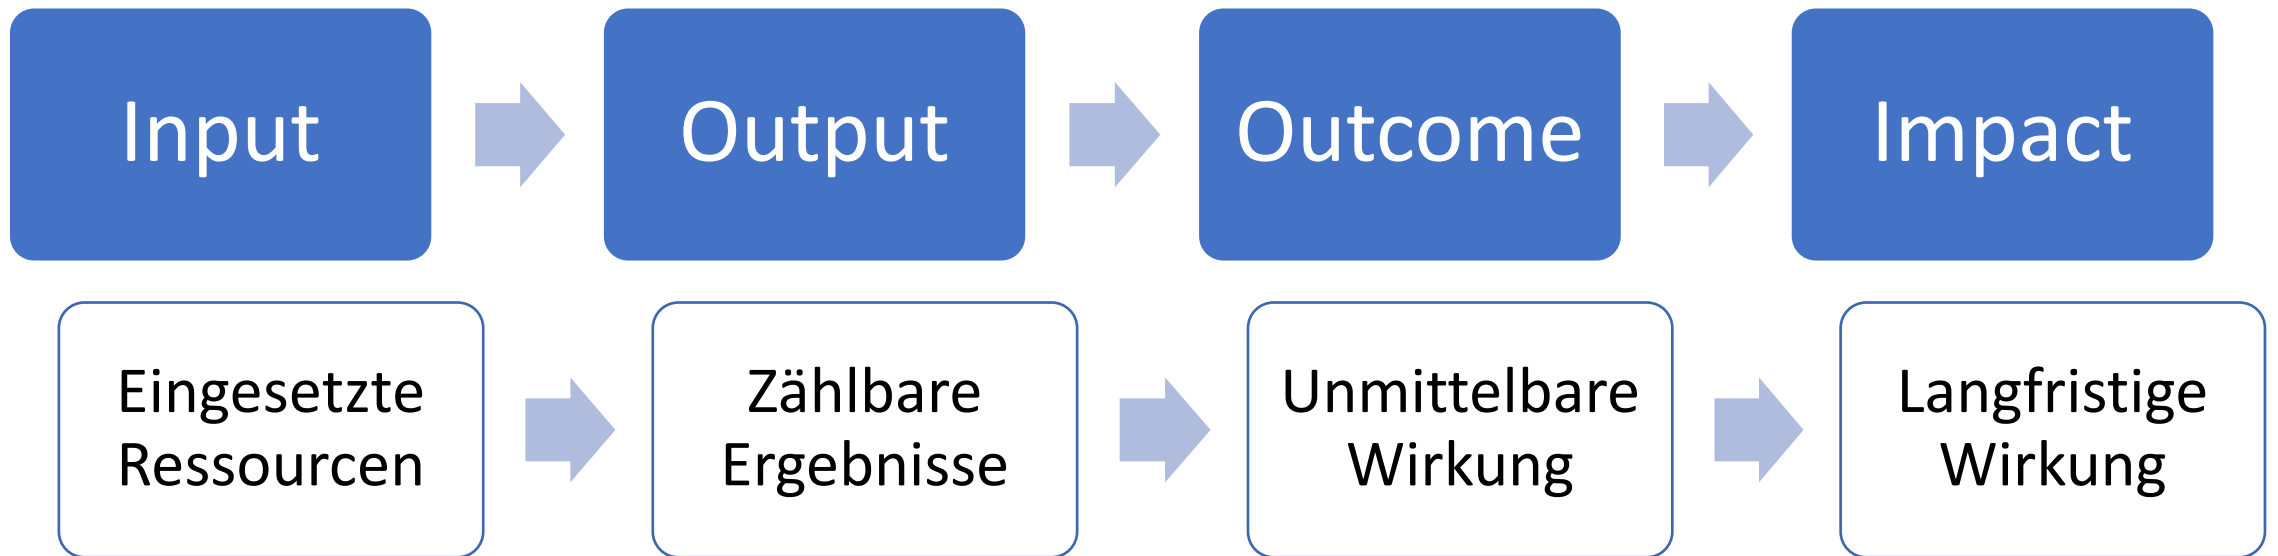 Input
Output
Outcome
Impact
Eingesetzte
Ressourcen
Zählbare
Ergebnisse
Unmittelbare
Wirkung
Langfristige
Wirkung